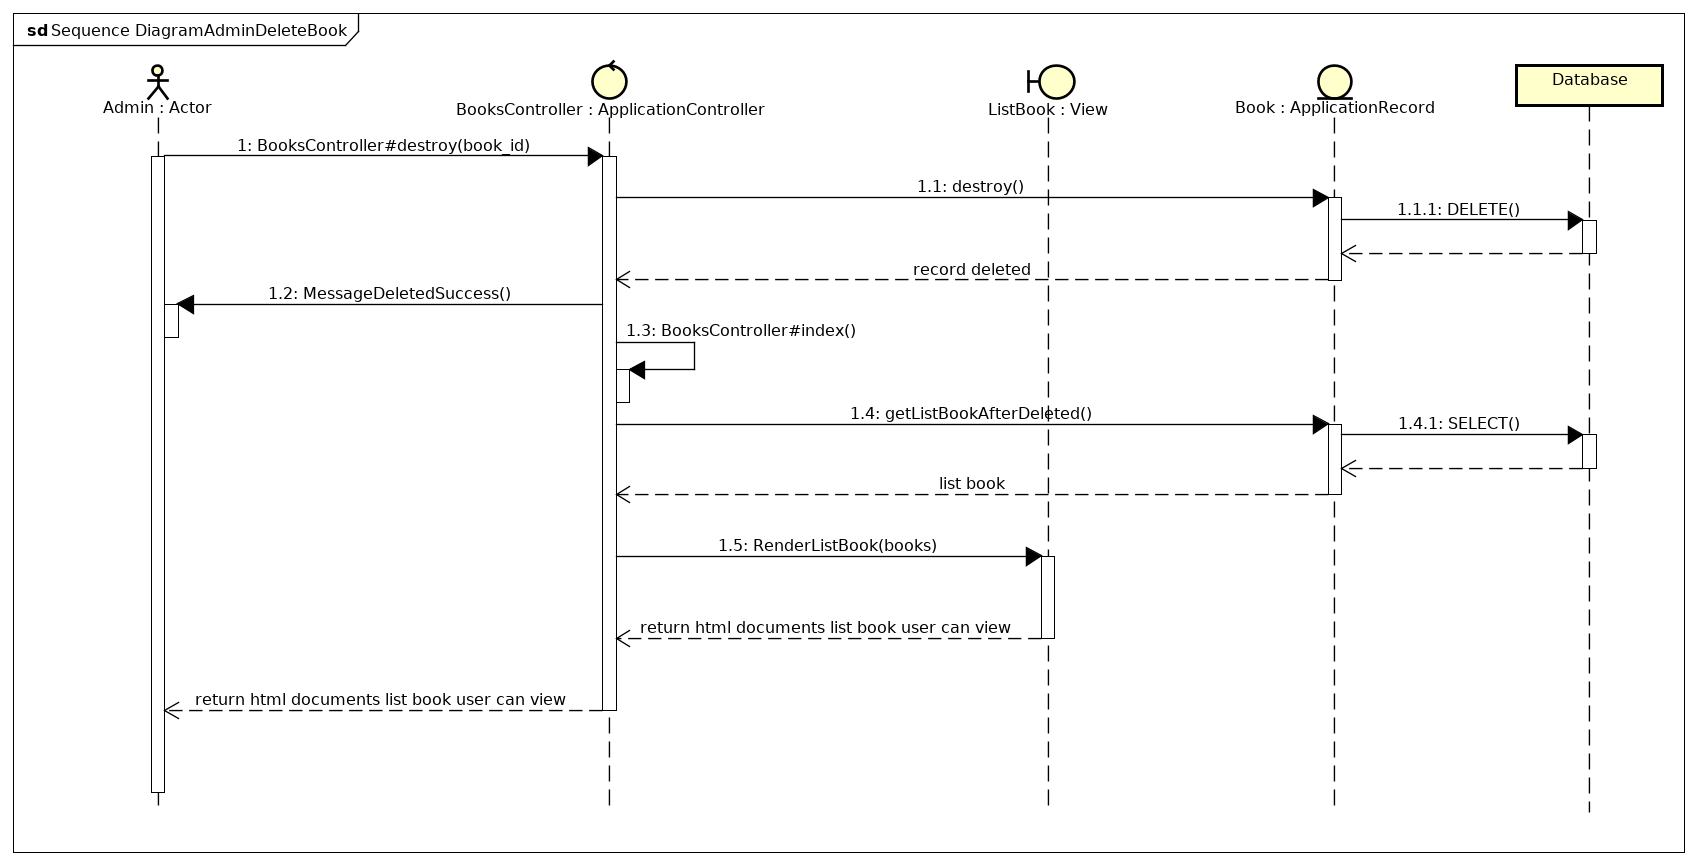 sd Sequence DiagramAdminDeleteBook
Admin : Actor
BooksController : ApplicationController
ListBook : View
Book : ApplicationRecord
Database
1: BooksController#destroy(book_id)
1.1: destroy()
1.1.1: DELETE()
record deleted
1.2: MessageDeletedSuccess()
1.3: BooksController#index()
1.4: getListBookAfterDeleted()
1.4.1: SELECT()
list book
1.5: RenderListBook(books)
return html documents list book user can view
return html documents list book user can view